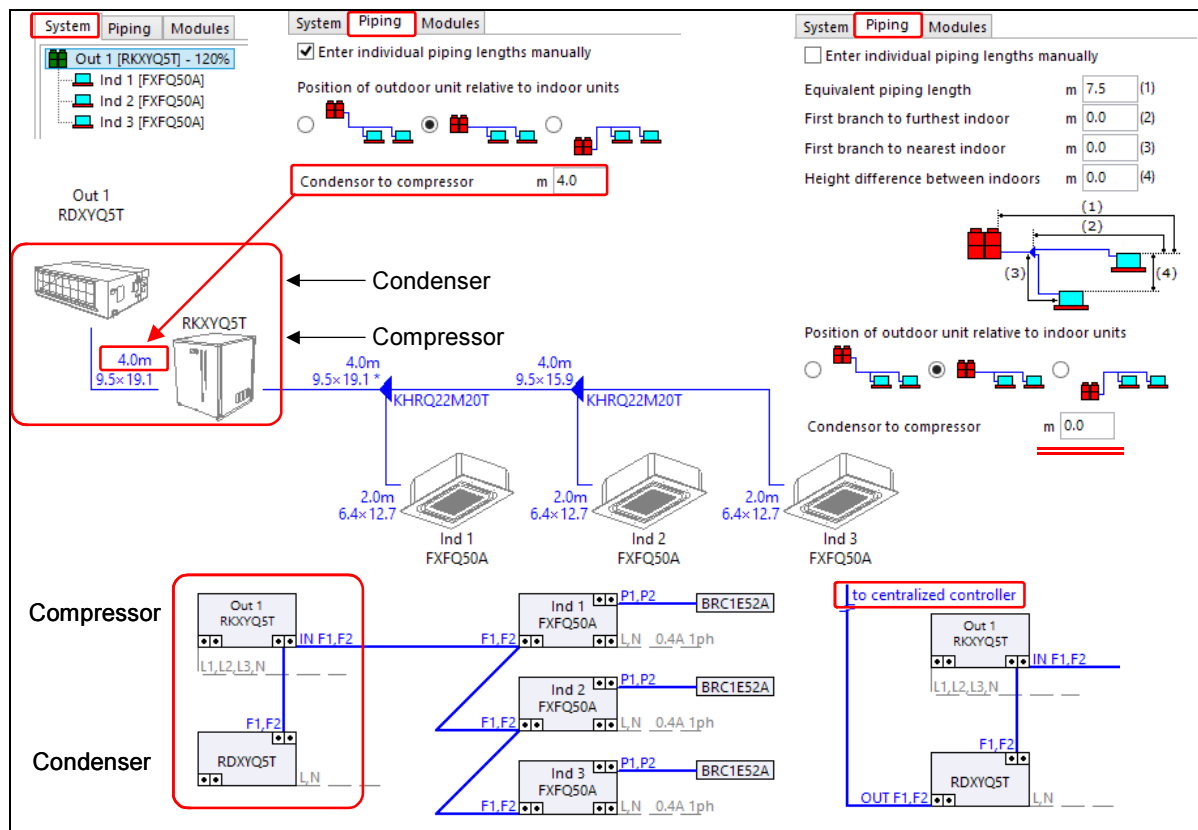 System Piping Modules
Out 1 [RKXYQ5T] - 120%
Ind 1 [FXFQ50A]
Ind 2 [FXFQ50A]
Ind 3 [FXFQ50A]
System Piping Modules
Enter individual piping lengths manually
Position of outdoor unit relative to indoor units
Condensor to compressor m 4.0
System Piping Modules
Enter individual piping lengths manually
Equivalent piping length m 7.5 (1)
First branch to furthest indoor m 0.0 (2)
First branch to nearest indoor m 0.0 (3)
Height difference between indoors m 0.0 (4)
(1)
(2)
(3) (4)
Position of outdoor unit relative to indoor units
Condensor to compressor m 0.0
Out 1
RDXYQ5T
Condenser
RKXYQ5T
Compressor
4.0m
9.5×19.1
4.0m
9.5×19.1 *
KHRQ22M20T
4.0m
9.5×15.9
KHRQ22M20T
2.0m
6.4×12.7
Ind 1
FXFQ50A
2.0m
6.4×12.7
Ind 2
FXFQ50A
2.0m
6.4×12.7
Ind 3
FXFQ50A
Compressor
Out 1
RKXYQ5T
IN F1,F2
L1,L2,L3,N
F1,F2
Condenser
RDXYQ5T
L,N
Ind 1
FXFQ50A
F1,F2
P1,P2
BRC1E52A
L,N 0.4A 1ph
Ind 2
FXFQ50A
F1,F2
P1,P2
BRC1E52A
L,N 0.4A 1ph
Ind 3
FXFQ50A
F1,F2
P1,P2
BRC1E52A
L,N 0.4A 1ph
to centralized controller
Out 1
RKXYQ5T
IN F1,F2
L1,L2,L3,N
F1,F2
RDXYQ5T
OUT F1,F2
L,N